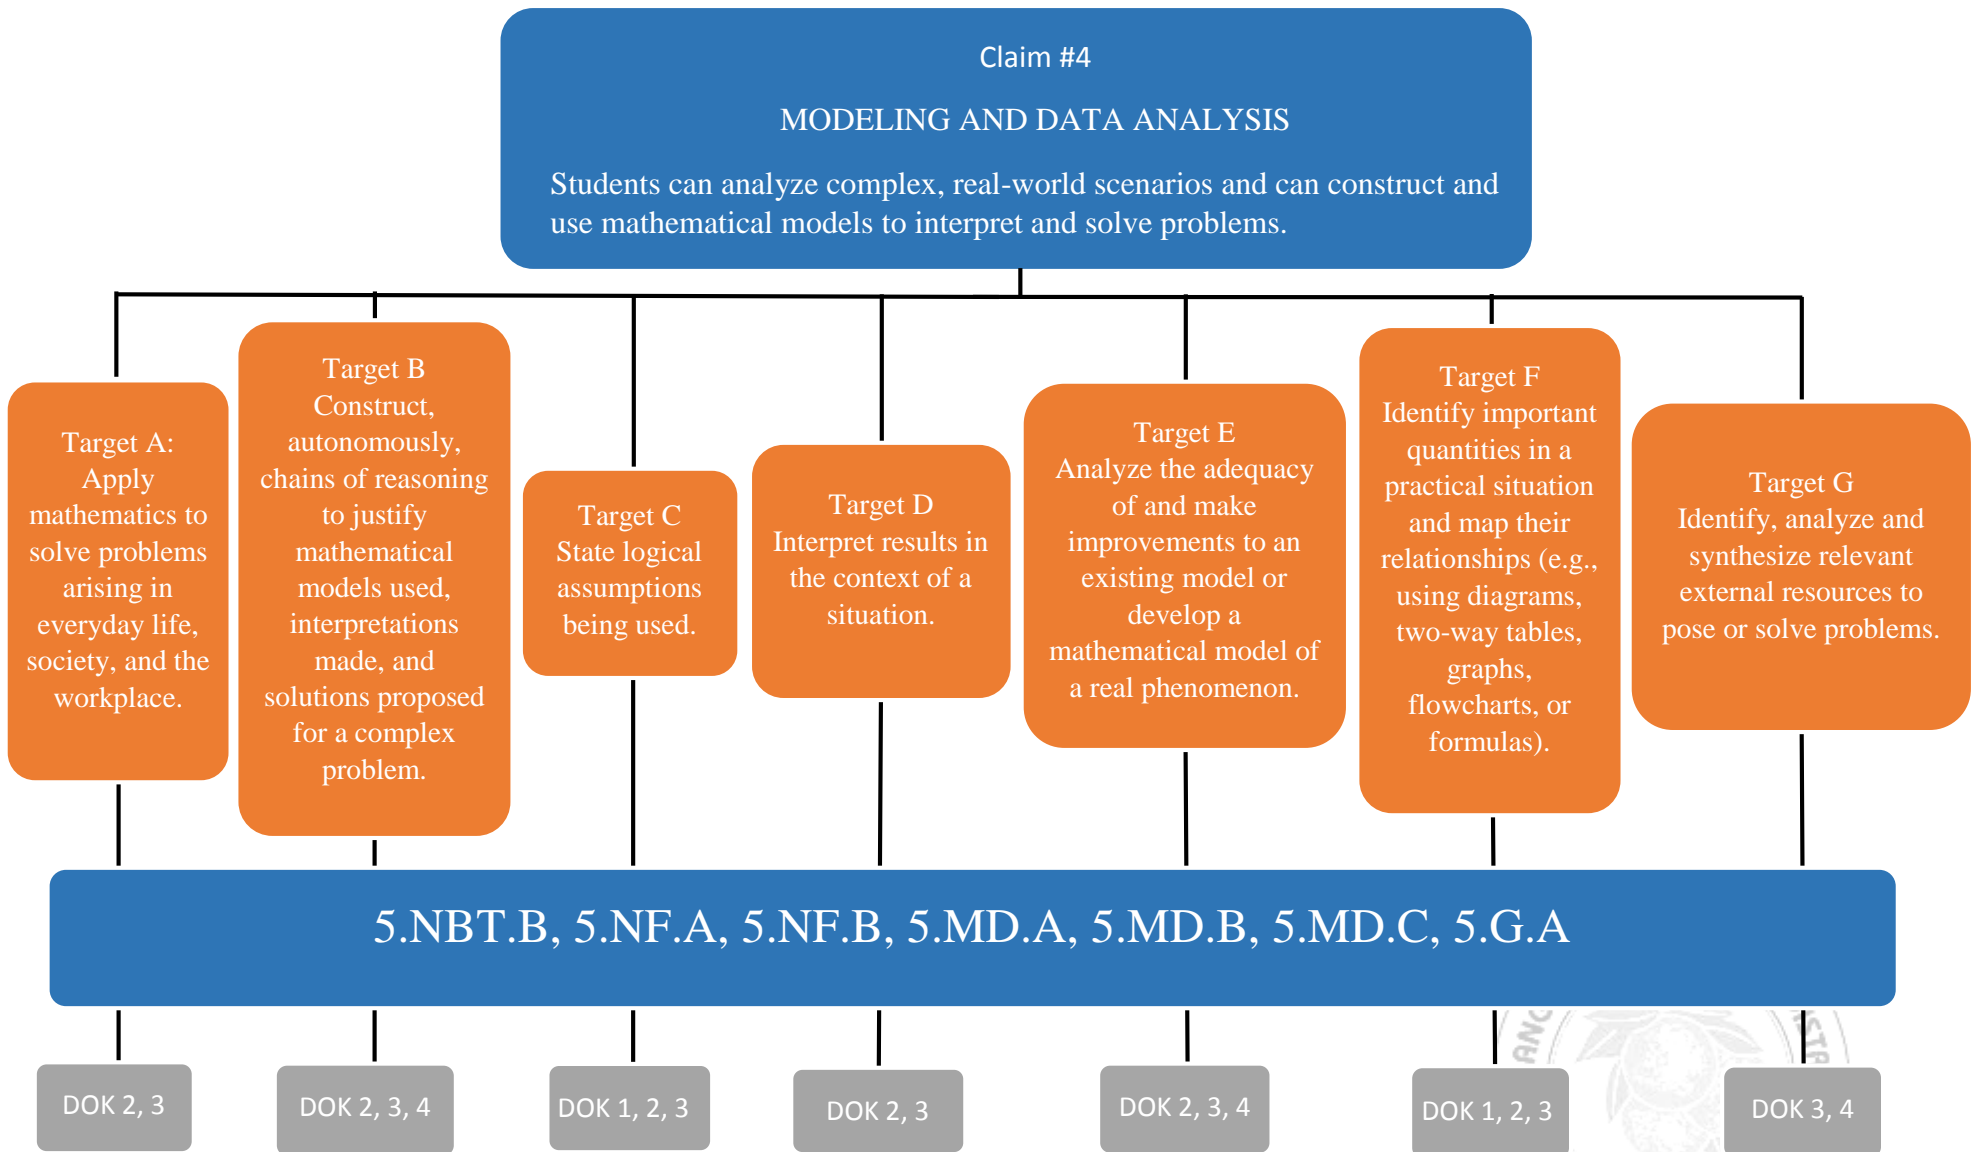 Claim #4
MODELING AND DATA ANALYSIS
Students can analyze complex, real-world scenarios and can construct and
use mathematical models to interpret and solve problems.
Target A:
Apply
mathematics to
solve problems
arising in
everyday life,
society, and the
workplace.
Target B
Construct,
autonomously,
chains of reasoning
to justify
mathematical
models used,
interpretations
made, and
solutions proposed
for a complex
problem.
Target C
State logical
assumptions
being used.
Target D
Interpret results in
the context of a
situation.
Target E
Analyze the adequacy
of and make
improvements to an
existing model or
develop a
mathematical model of
a real phenomenon.
Target F
Identify important
quantities in a
practical situation
and map their
relationships (e.g.,
using diagrams,
two-way tables,
graphs,
flowcharts, or
formulas).
Target G
Identify, analyze and
synthesize relevant
external resources to
pose or solve problems.
5.NBT.B, 5.NF.A, 5.NF.B, 5.MD.A, 5.MD.B, 5.MD.C, 5.G.A
DOK 2, 3
DOK 2, 3, 4
DOK 1, 2, 3
DOK 2, 3
DOK 2, 3, 4
DOK 1, 2, 3
DOK 3, 4